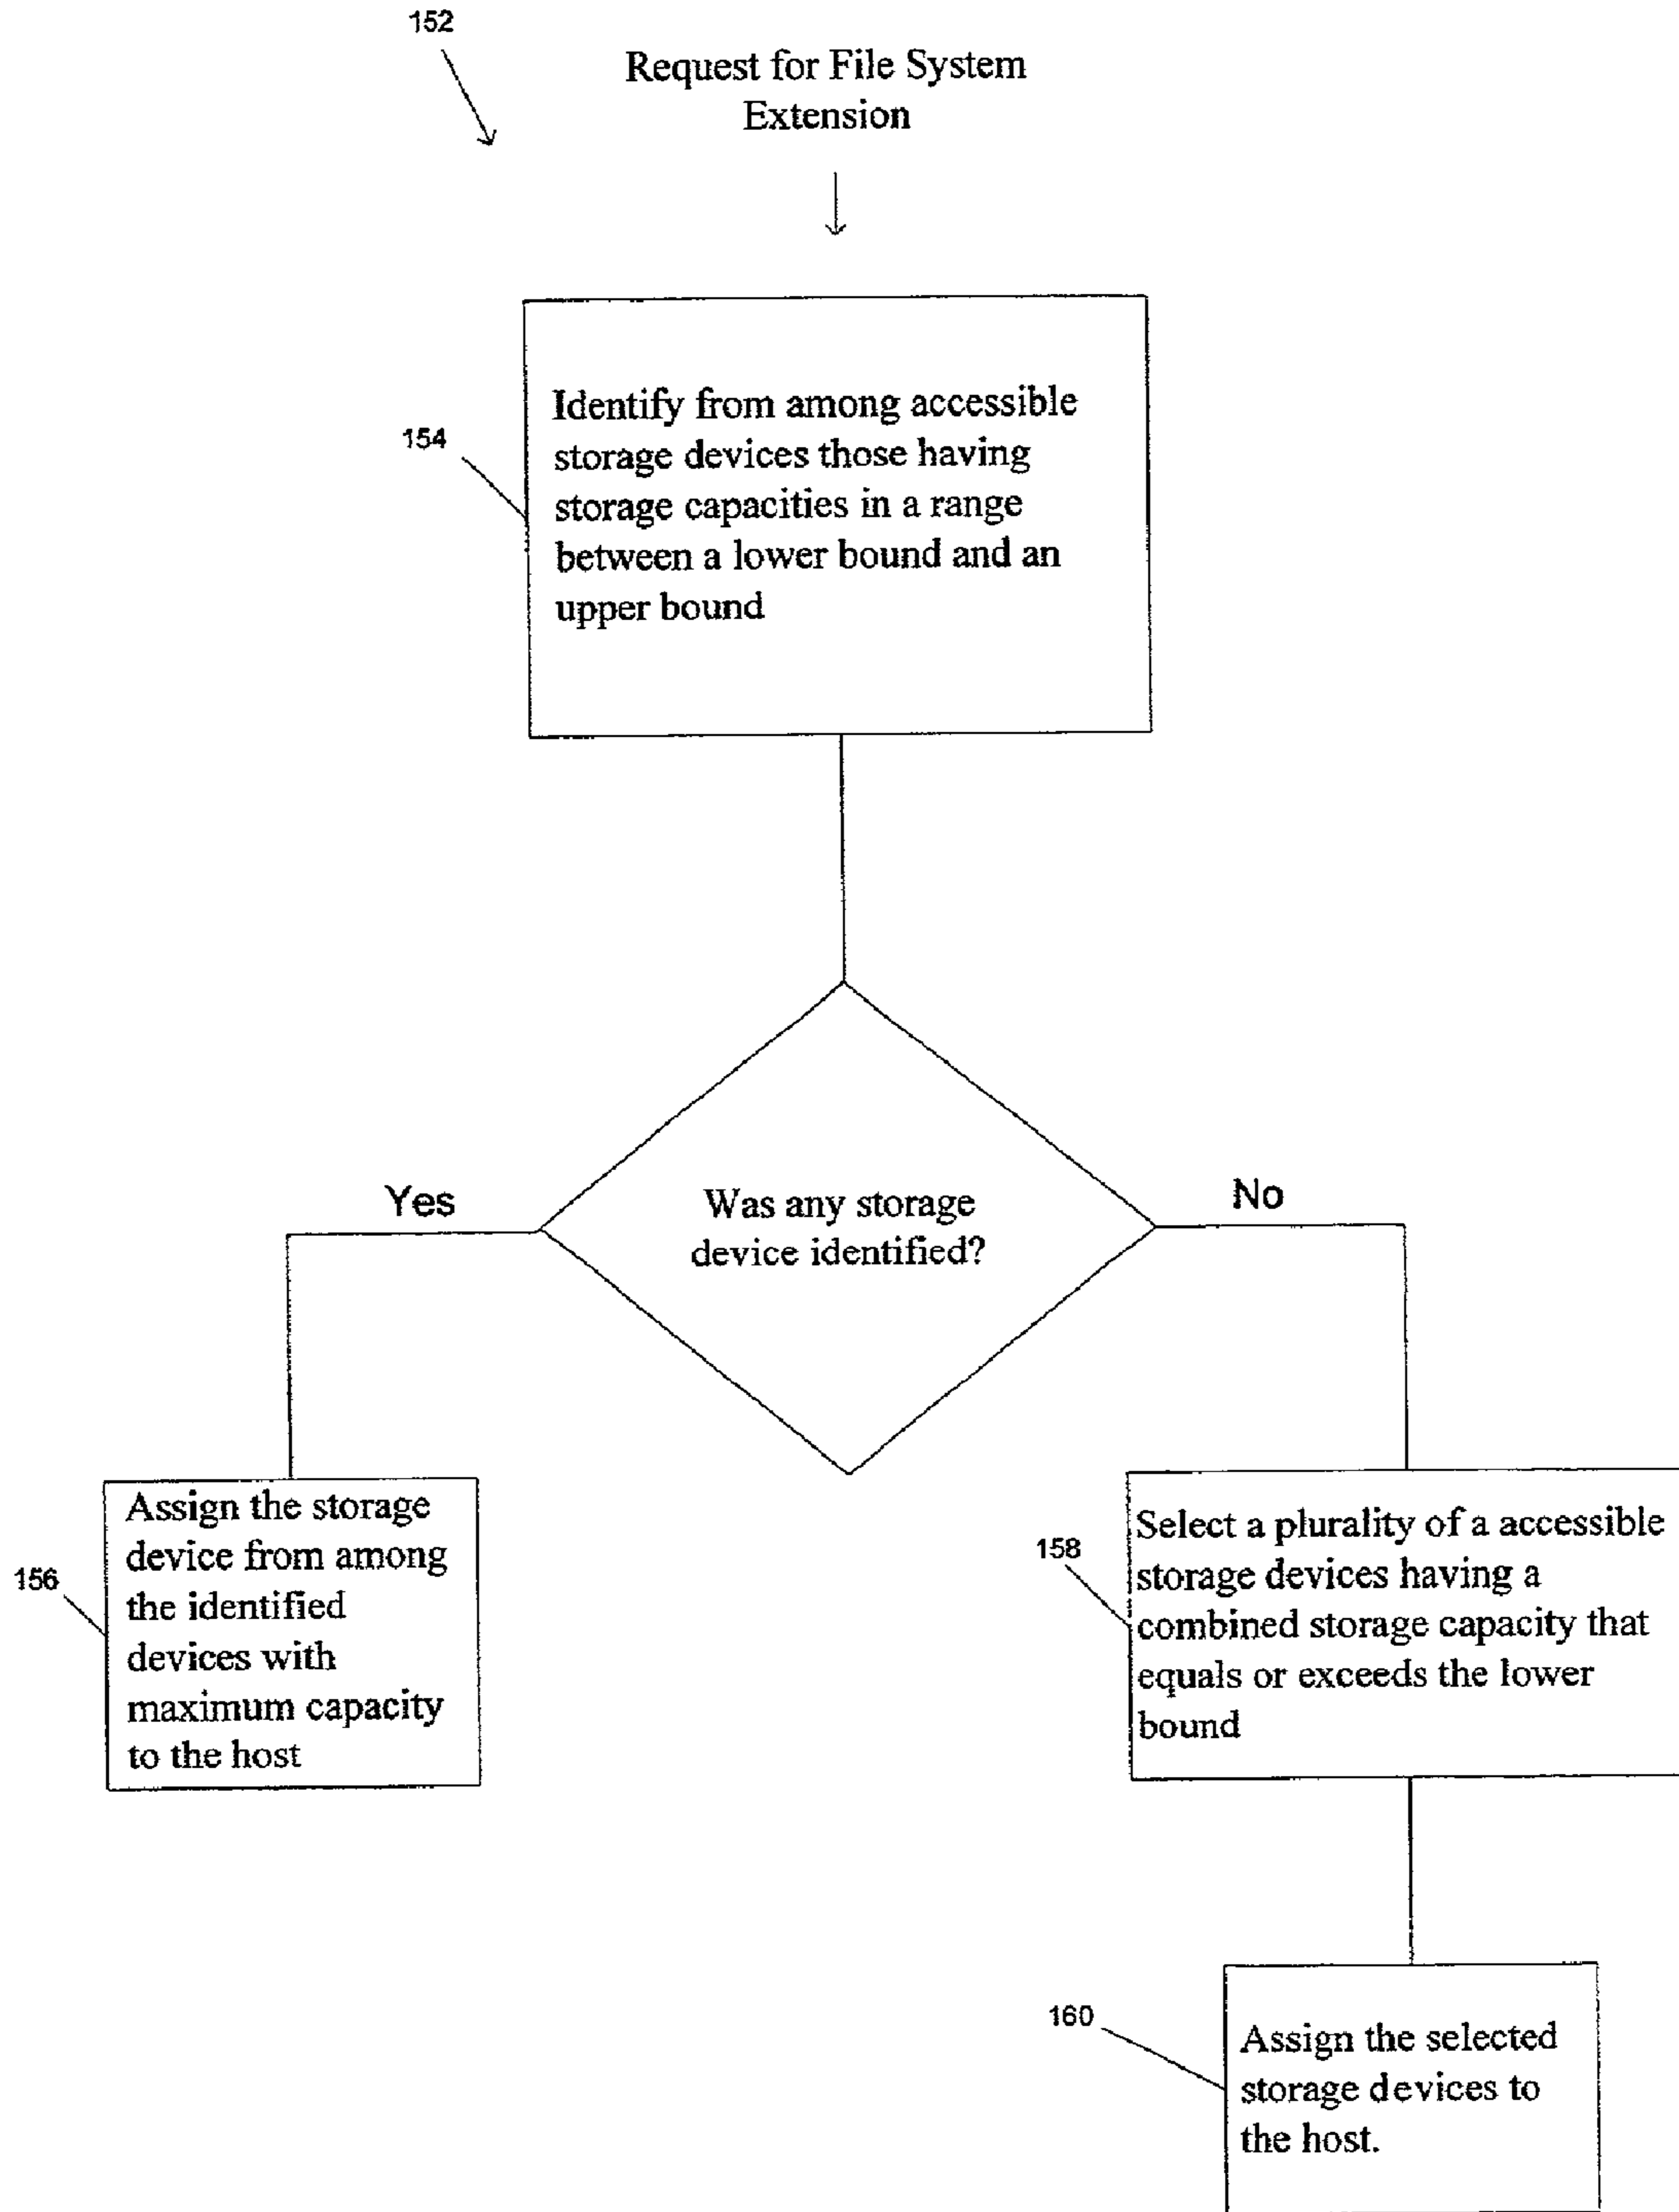 152
Request for File System
Extension
154
Identify from among accessible
storage devices those having
storage capacities in a range
between a lower bound and an
upper bound
Yes
Was any storage
device identified?
No
156
Assign the storage
device from among
the identified
devices with
maximum capacity
to the host
158
Select a plurality of a accessible
storage devices having a
combined storage capacity that
equals or exceeds the lower
bound
160
Assign the selected
storage devices to
the host.